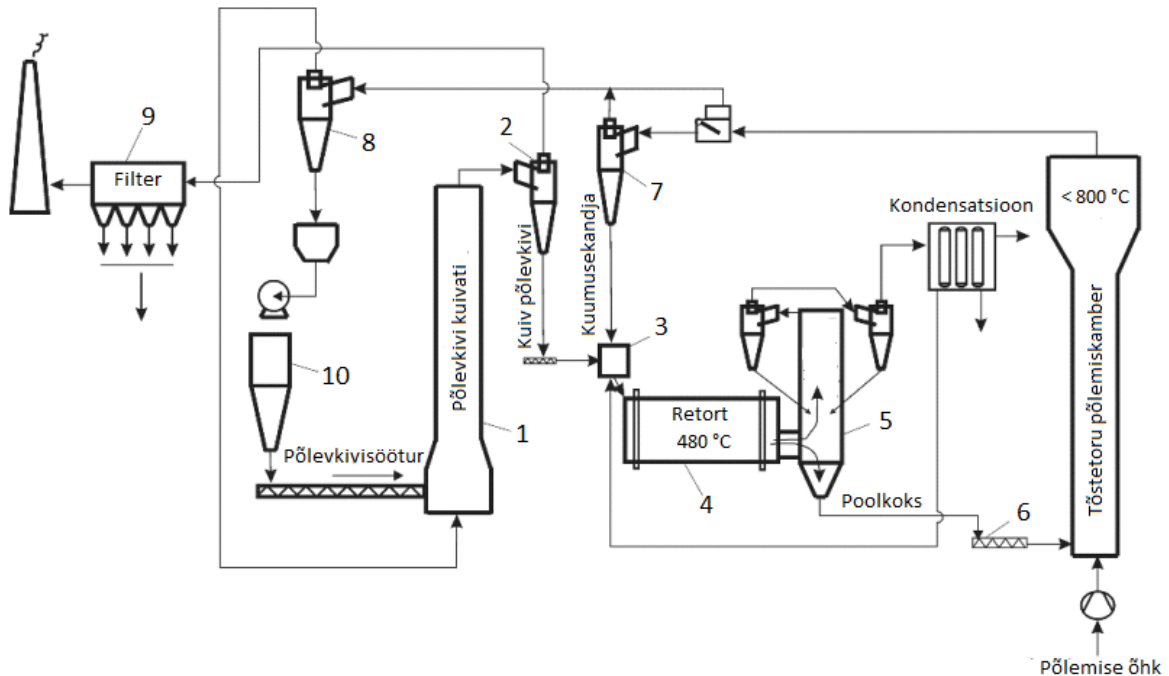 9
Filter
8
2
7
< 800 °C
Kondensatsioon
Kuiv põlevkivi
Kuumusekandja
3
Põlevkivi kuivati
10
Retort
480 °C
5
1
Põlevkivisöötur
4
Poolkoks
6
Tõstetoru põlemiskamber
Põlemise õhk